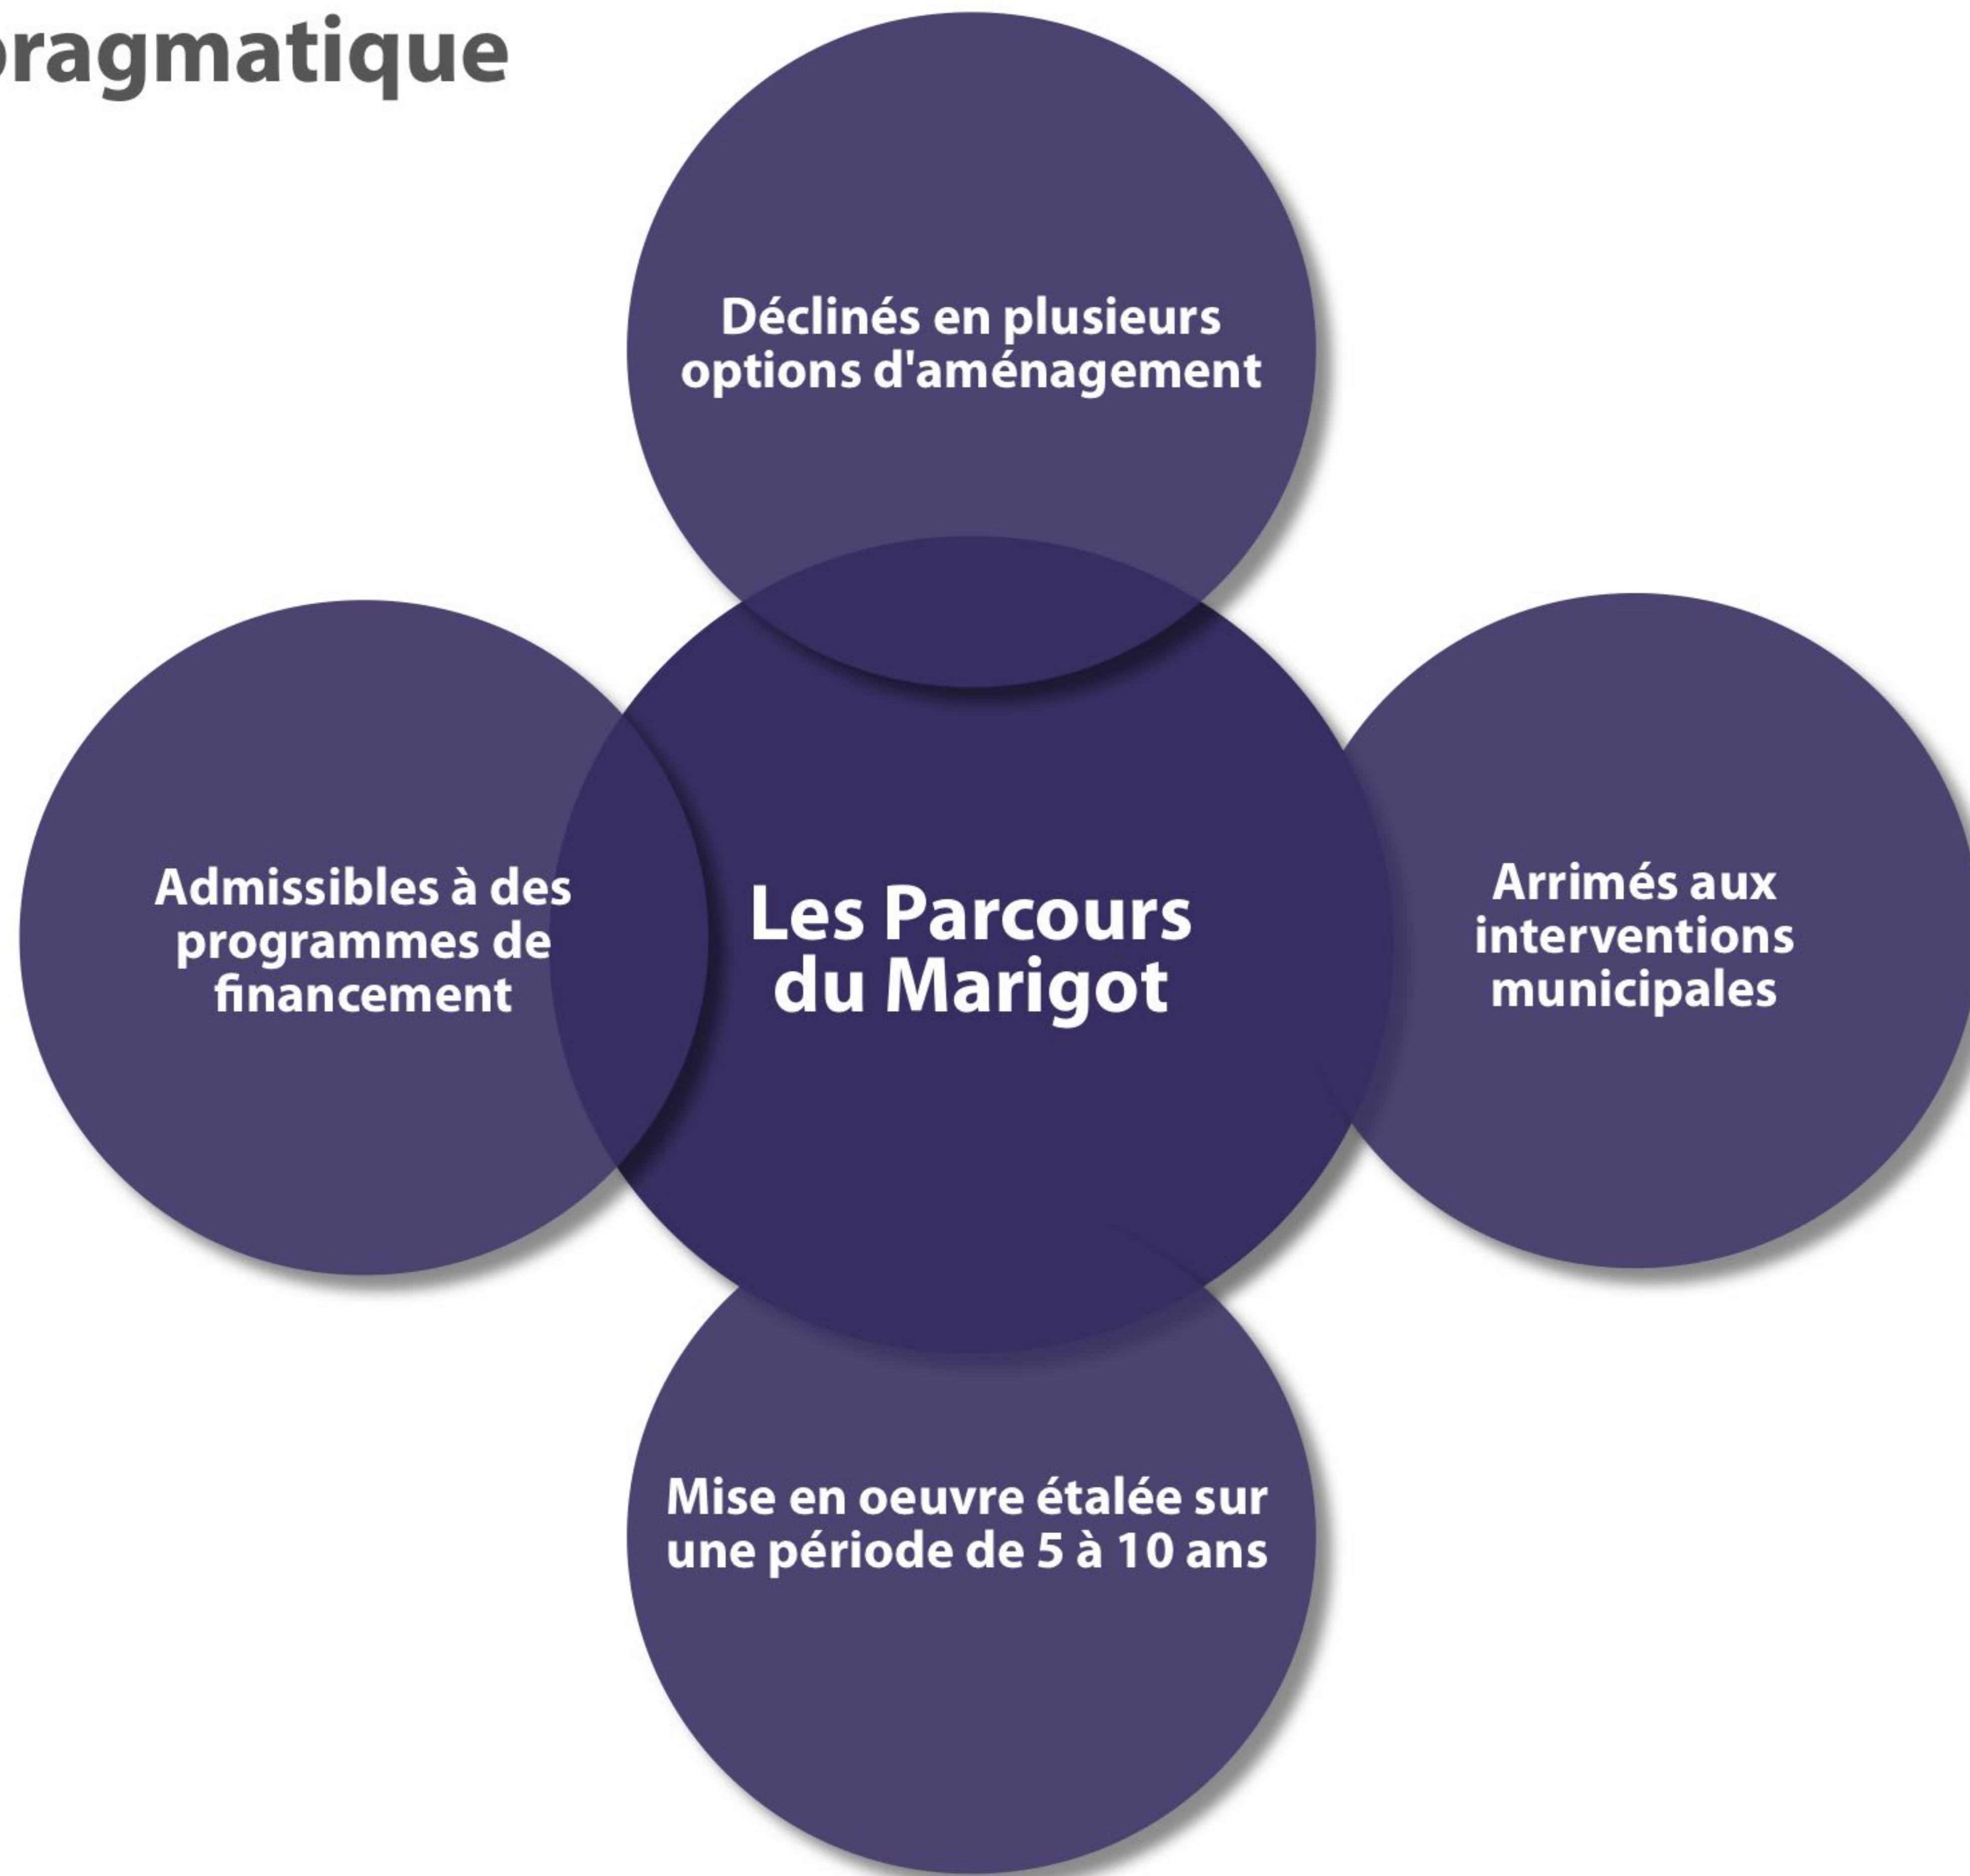 pragmatique
Déclinés en plusieurs
options d'aménagement
Admissibles à des
programmes de
financement
Les Parcours
du Marigot
Arrimés aux
interventions
municipales
Mise en oeuvre étalée sur
une période de 5 à 10 ans